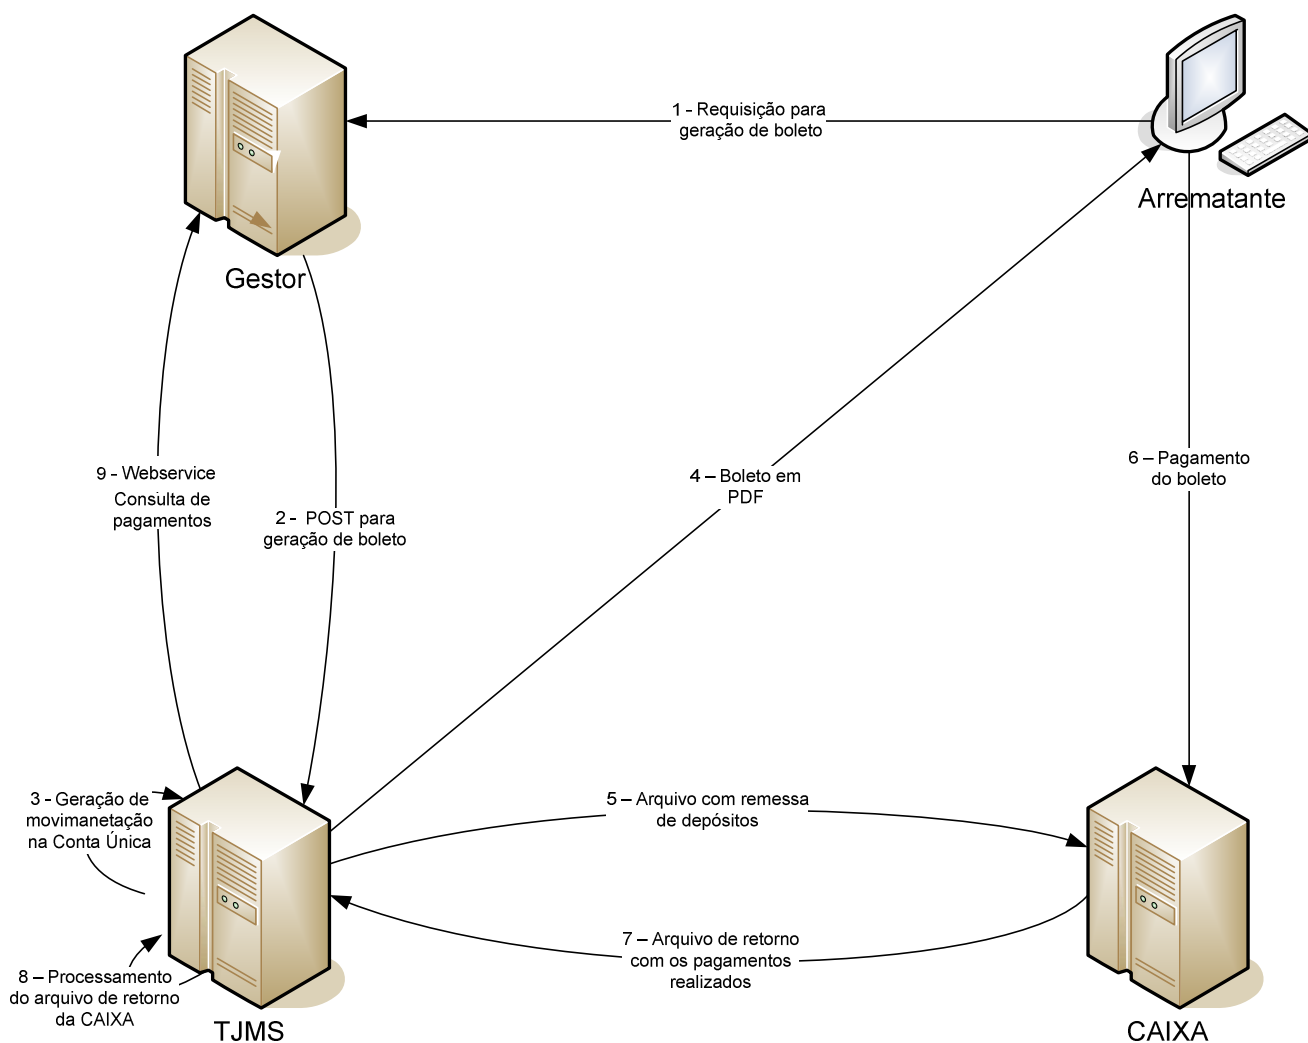 1 - Requisição para
geração de boleto
Arrematante
Gestor
9 - Webservice
Consulta de
pagamentos
2 - POST para
geração de boleto
4 – Boleto em
PDF
6 – Pagamento
do boleto
3 - Geração de
movimanetação
na Conta Única
5 – Arquivo com remessa
de depósitos
7 – Arquivo de retorno
com os pagamentos
realizados
8 – Processamento
do arquivo de retorno
da CAIXA
TJMS
CAIXA